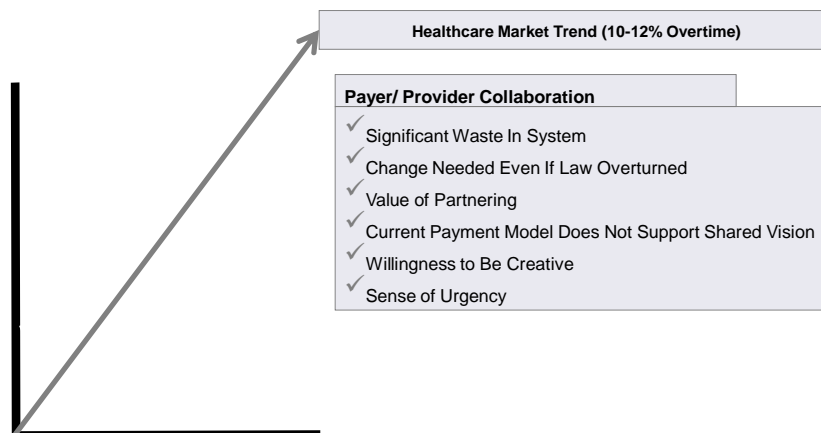 Healthcare Market Trend (10-12% Overtime)
Payer/ Provider Collaboration
Significant Waste In System
Change Needed Even If Law Overturned
Value of Partnering
Current Payment Model Does Not Support Shared Vision
Willingness to Be Creative
Sense of Urgency